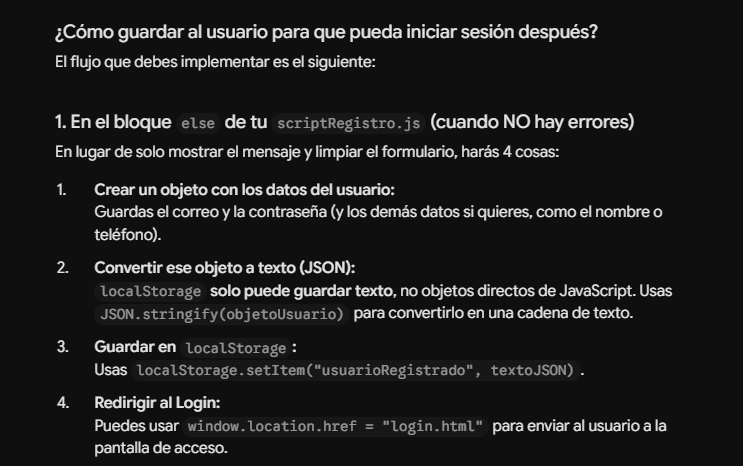 ¿Cómo guardar al usuario para que pueda iniciar sesión después?
El flujo que debes implementar es el siguiente:
1. En el bloque else de tu scriptRegistro.js (cuando NO hay errores)
En lugar de solo mostrar el mensaje y limpiar el formulario, harás 4 cosas:
1. Crear un objeto con los datos del usuario:
Guardas el correo y la contraseña (y los demás datos si quieres, como el nombre o
teléfono).
2. Convertir ese objeto a texto (JSON):
localStorage solo puede guardar texto, no objetos directos de JavaScript. Usas
JSON.stringify(objetoUsuario) para convertirlo en una cadena de texto.
3. Guardar en localStorage:
Usas localStorage.setItem("usuarioRegistrado", textoJSON).
4. Redirigir al Login:
Puedes usar window.location.href = "login.html" para enviar al usuario a la
pantalla de acceso.